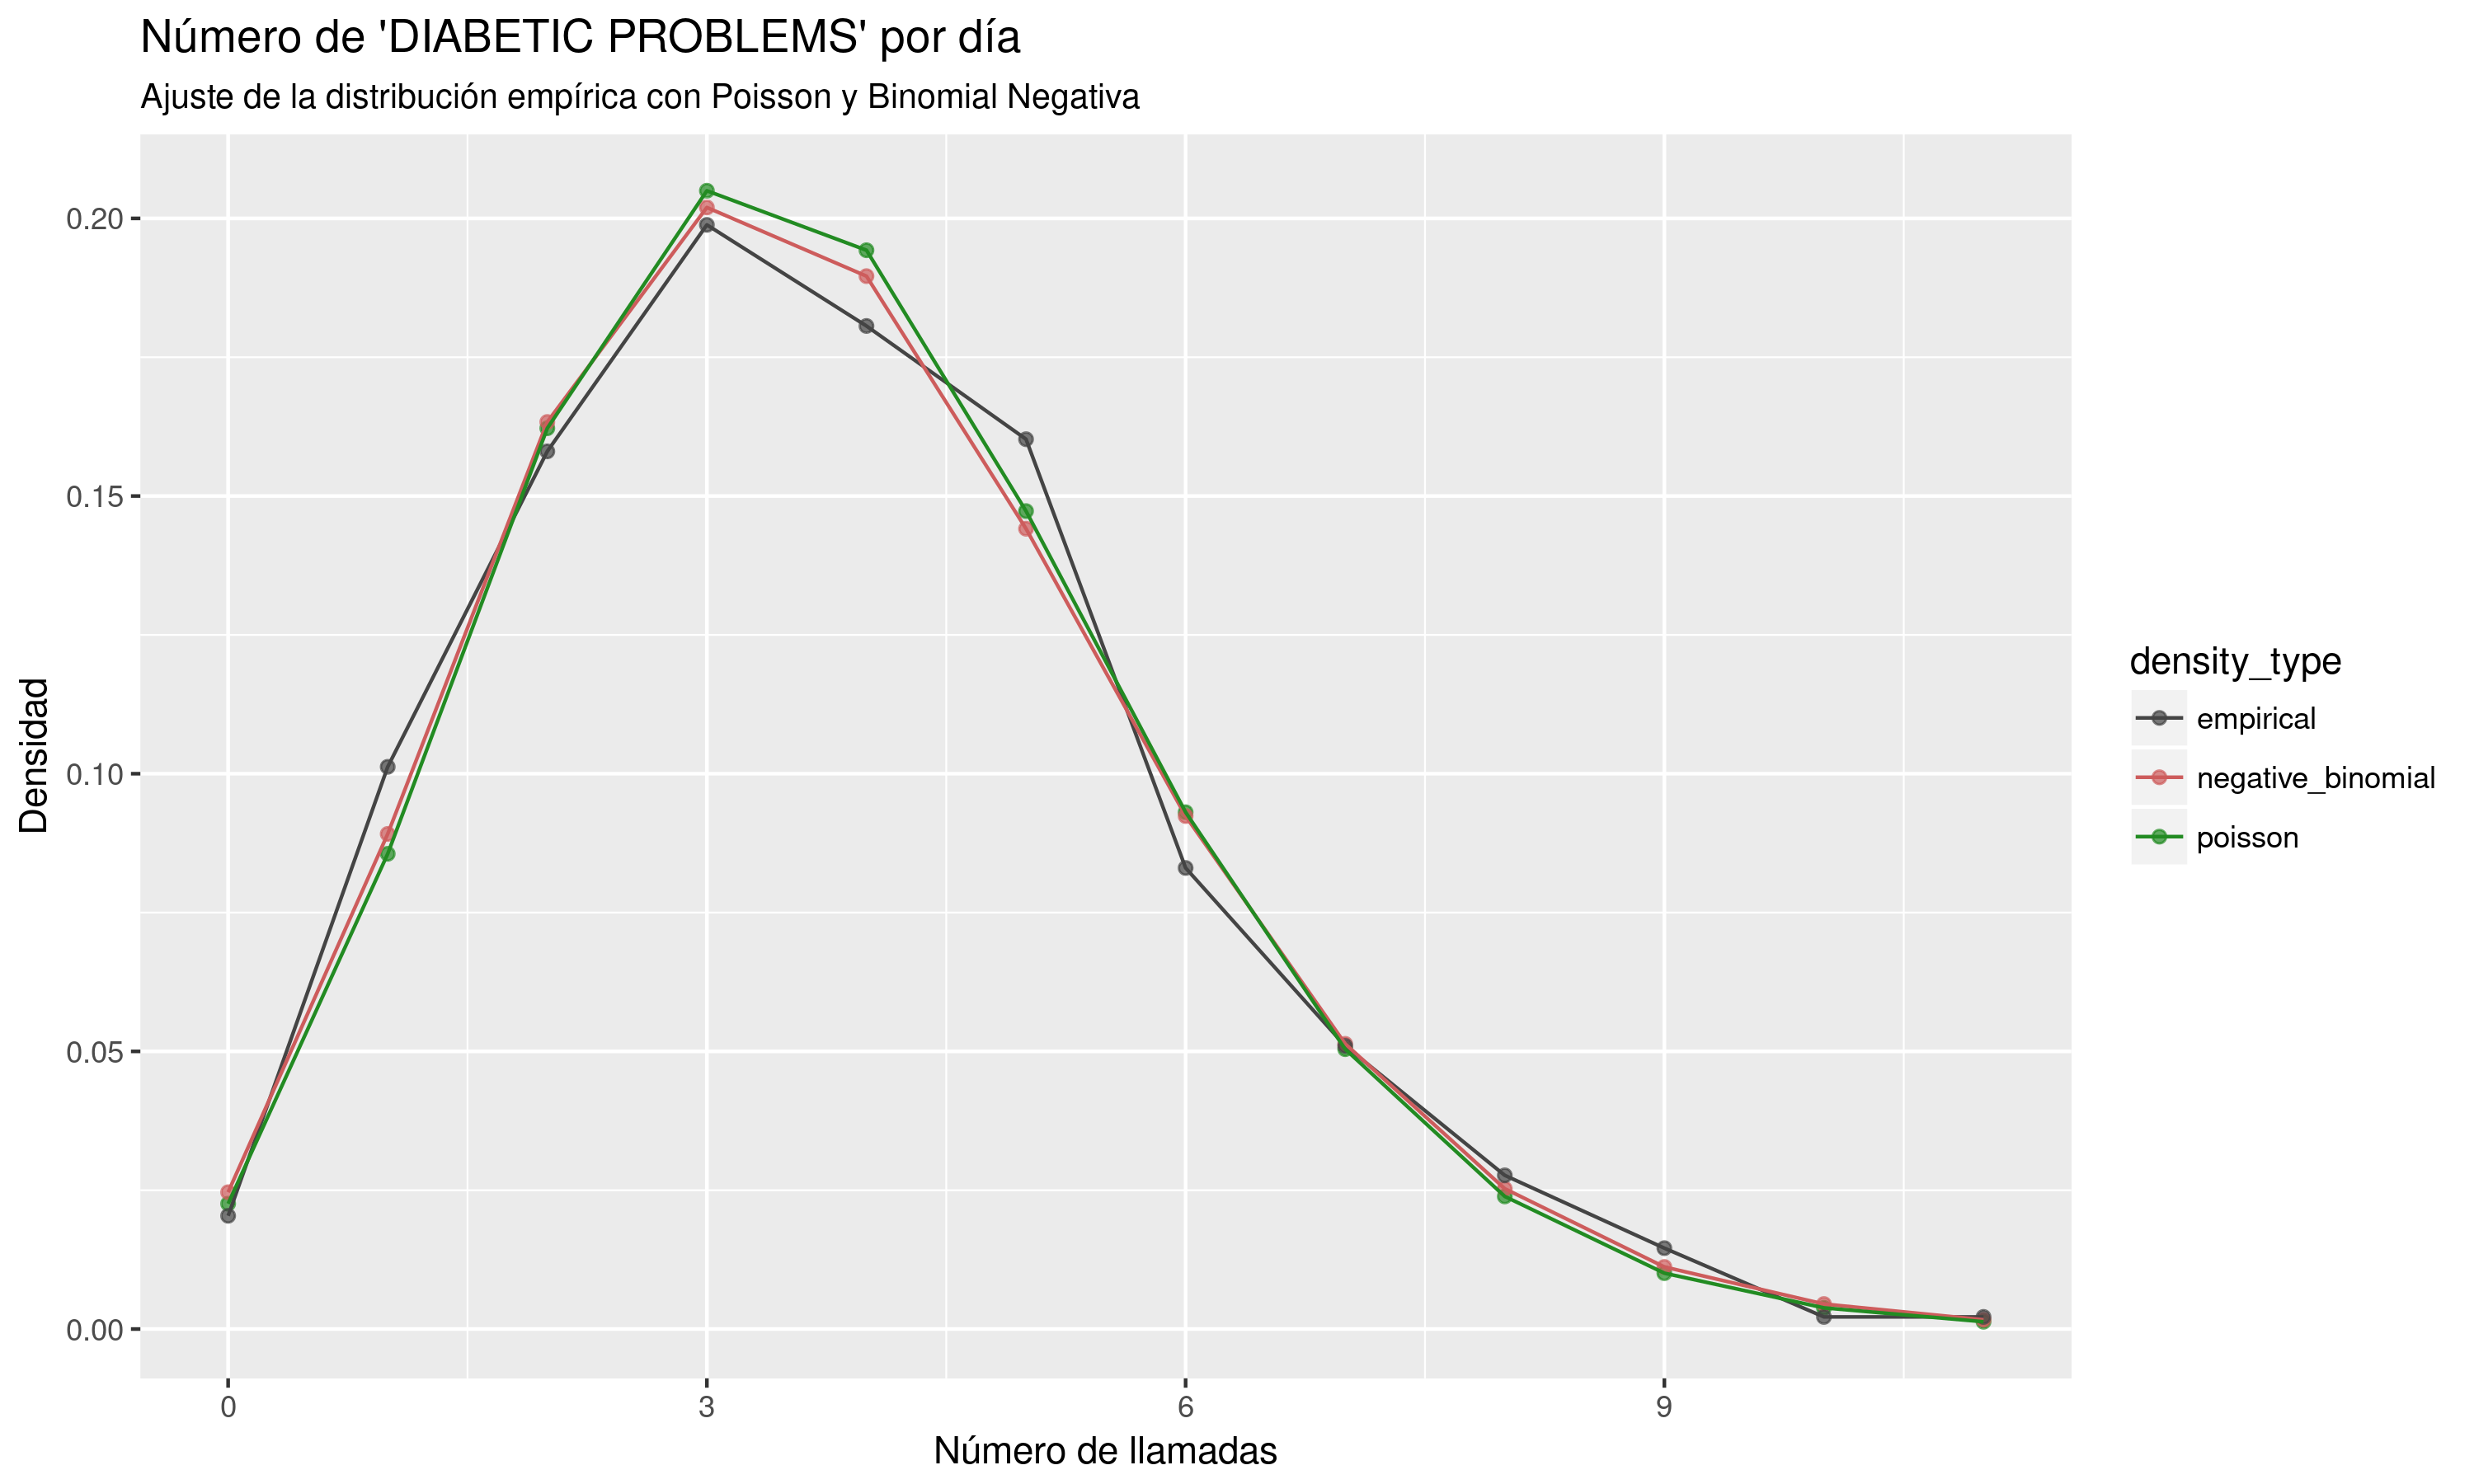 Número de 'DIABETIC PROBLEMS' por día
Ajuste de la distribución empírica con Poisson y Binomial Negativa
Densidad
0.20
0.15
0.10
0.05
0.00
0 3 6 9
Número de llamadas
density_type
empirical
negative_binomial
poisson